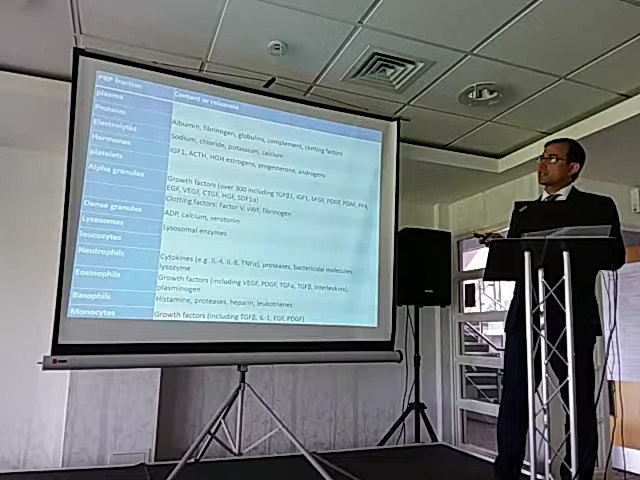 PRP fraction Content or releasate
plasma
Proteins Albumin, fibrinogen, globulins, complement, clotting factors
Electrolytes Sodium, chloride, potassium, calcium
Hormones IGF1, ACTH, HGH estrogens, progesterone, androgens
platelets
Alpha granules Growth factors (over 300 including TGFβ1, IGF1, bFGF, PDGF, PDAF, PF4,
EGF, VEGF, CTGF, HGF, SDF1a)
Clotting factors: Factor V, vWF, fibrinogen
Dense granules ADP, calcium, serotonin
Lysosomes Lysosomal enzymes
leucocytes
Neutrophils Cytokines (e.g. IL-4, IL-8, TNFα), proteases, bactericidal molecules
lysozyme
Eosinophils Growth factors (including VEGF, PDGF, TGFα, TGFβ, interleukins),
plasminogen
Basophils Histamine, proteases, heparin, leukotrienes
Monocytes Growth factors (including TGFβ, IL-1, FGF, PDGF)